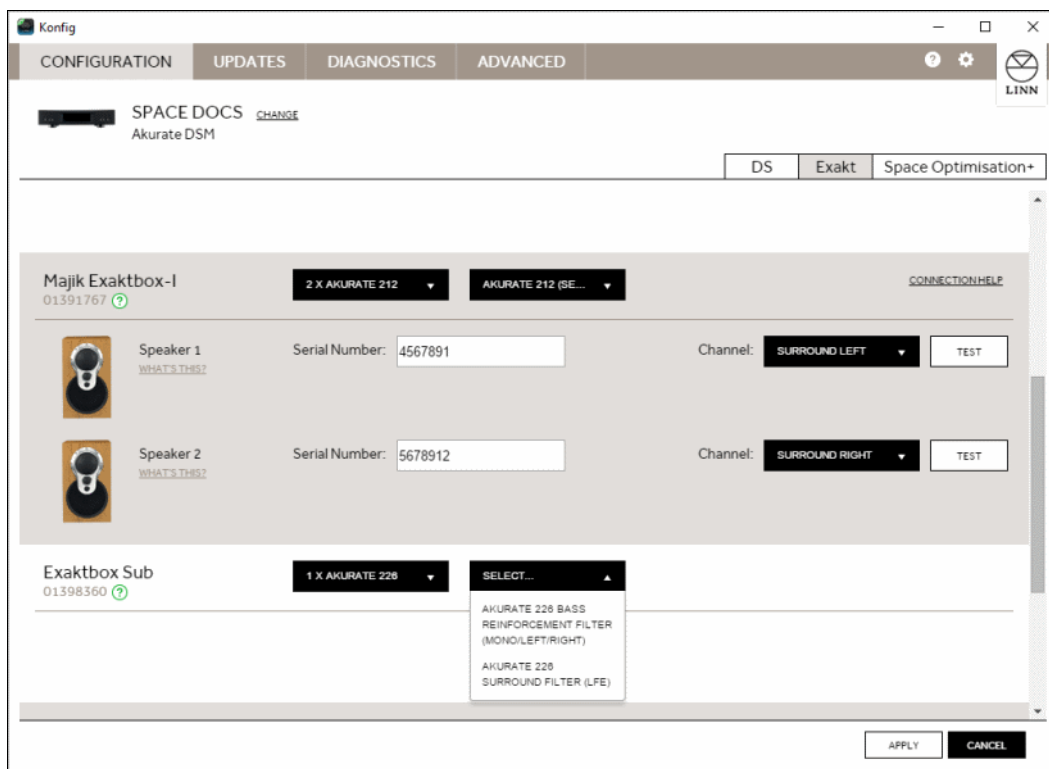 Konfig
CONFIGURATION UPDATES DIAGNOSTICS ADVANCED ?
LINN
SPACE DOCS CHANGE
Akurate DSM
DS Exakt Space Optimisation+
Majik Exaktbox-I 2 X AKURATE 212 AKURATE 212 (SE... CONNECTION HELP
01391767 ?
Speaker 1 Serial Number: 4567891 Channel: SURROUND LEFT TEST
WHAT'S THIS?
Speaker 2 Serial Number: 5678912 Channel: SURROUND RIGHT TEST
WHAT'S THIS?
Exaktbox Sub 1 X AKURATE 226 SELECT...
01398360 ?
AKURATE 226 BASS
REINFORCEMENT FILTER
(MONO/LEFT/RIGHT)
AKURATE 226
SURROUND FILTER (LFE)
APPLY CANCEL